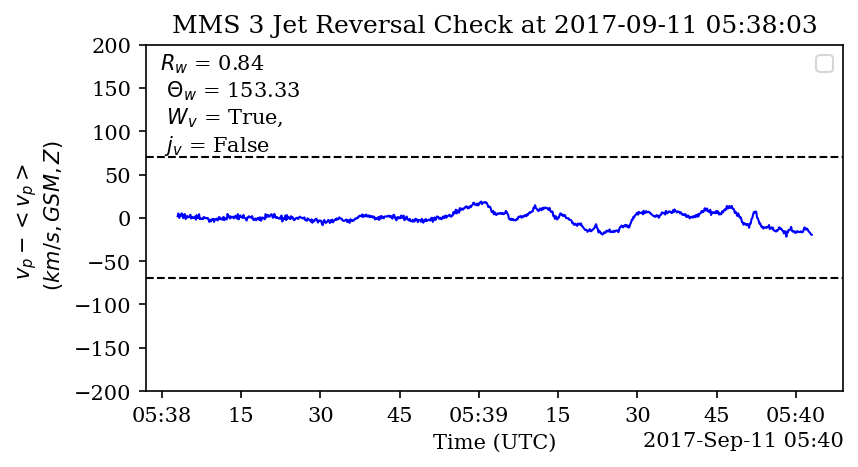 MMS 3 Jet Reversal Check at 2017-09-11 05:38:03
R_w = 0.84
Θ_w = 153.33
W_v = True,
j_v = False
200
150
100
50
0
−50
−100
−150
−200
v_p − < v_p >
(km/s, GSM, Z)
05:38 15 30 45 05:39 15 30 45 05:40
Time (UTC)
2017-Sep-11 05:40